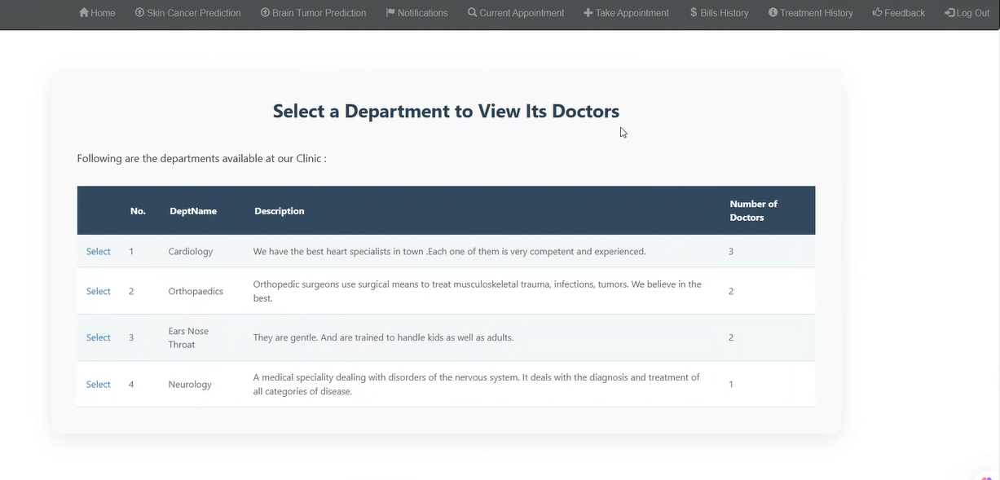 Home Skin Cancer Prediction Brain Tumor Prediction Notifications Current Appointment Take Appointment Bills History Treatment History Feedback Log Out
Select a Department to View Its Doctors
Following are the departments available at our Clinic :
No. DeptName Description Number of
Doctors
Select 1 Cardiology We have the best heart specialists in town .Each one of them is very competent and experienced. 3
Select 2 Orthopaedics Orthopedic surgeons use surgical means to treat musculoskeletal trauma, infections, tumors. We believe in the
best. 2
Select 3 Ears Nose
Throat They are gentle. And are trained to handle kids as well as adults. 2
Select 4 Neurology A medical speciality dealing with disorders of the nervous system. It deals with the diagnosis and treatment of
all categories of disease. 1